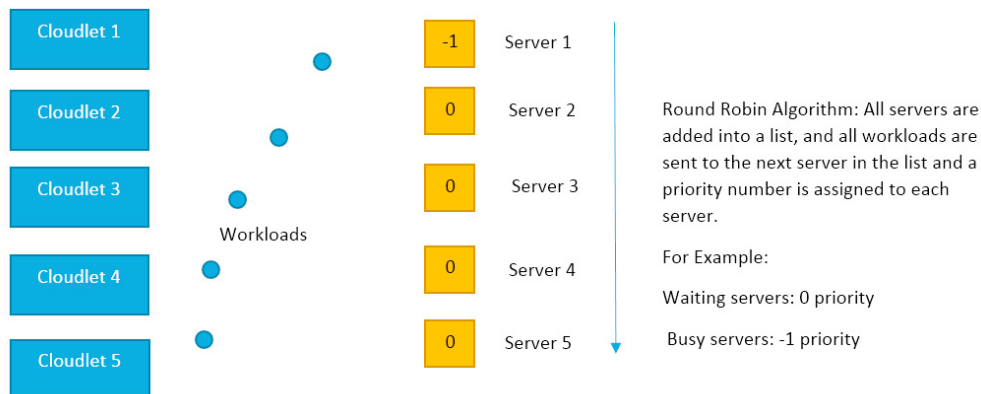 Cloudlet 1
-1
Server 1
Cloudlet 2
0
Server 2
Cloudlet 3
0
Server 3
Workloads
Cloudlet 4
0
Server 4
Cloudlet 5
0
Server 5
Round Robin Algorithm: All servers are
added into a list, and all workloads are
sent to the next server in the list and a
priority number is assigned to each
server.
For Example:
Waiting servers: 0 priority
Busy servers: -1 priority